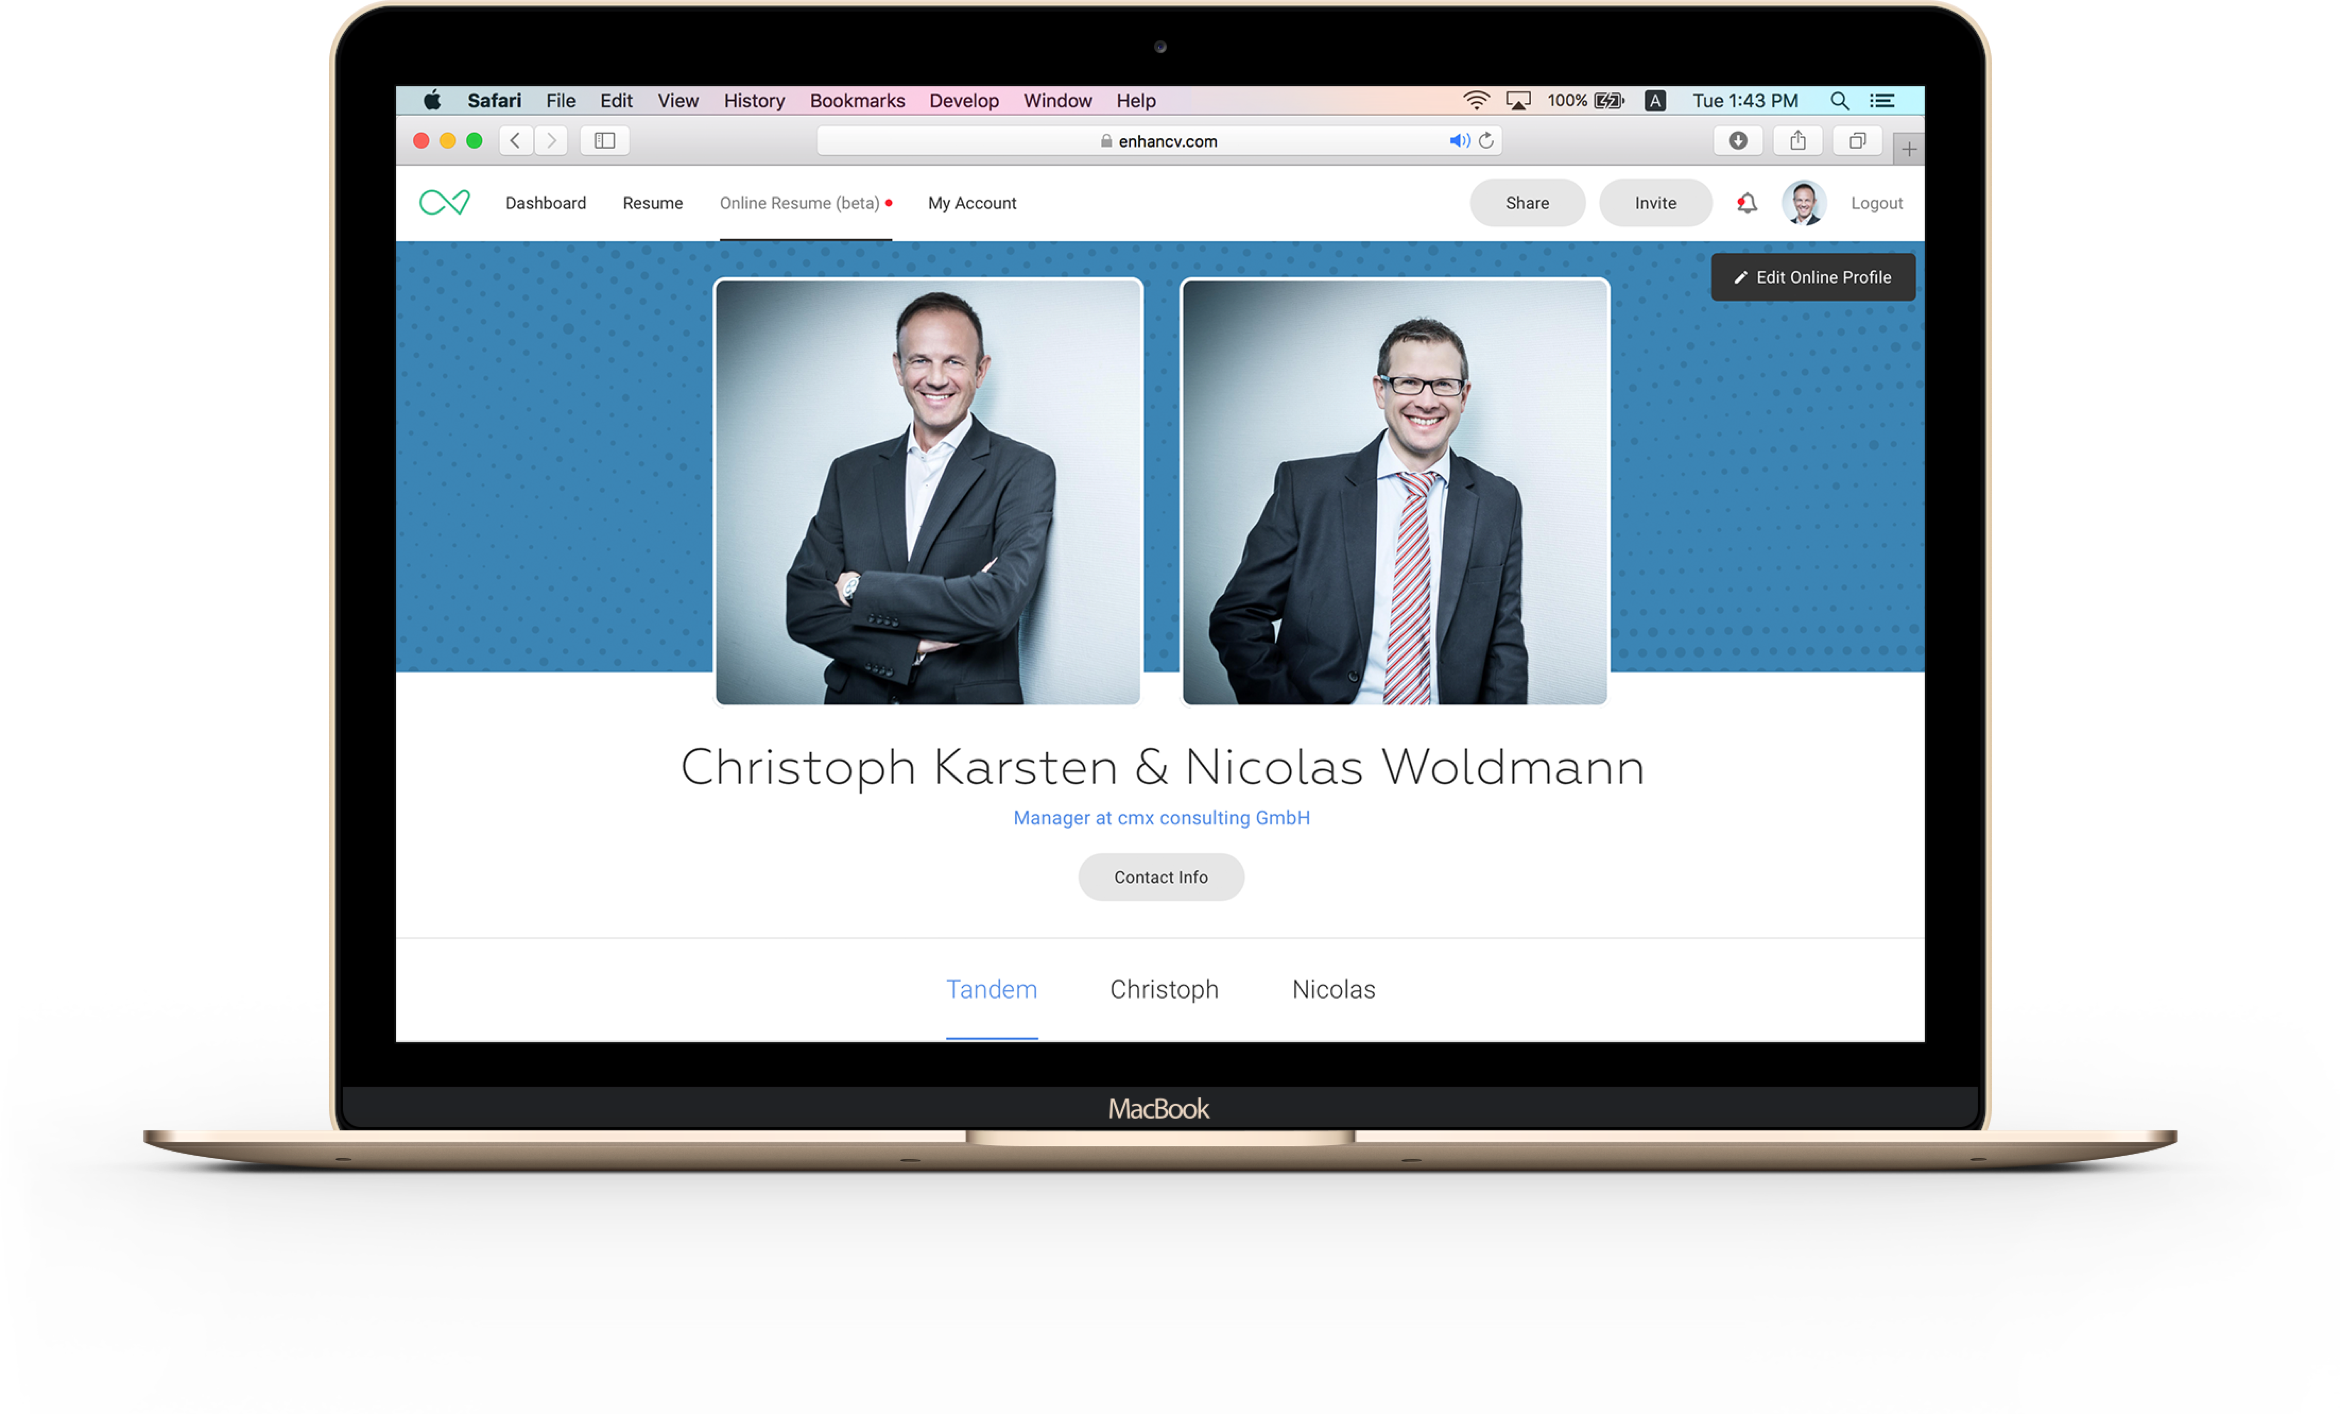 Safari File Edit View History Bookmarks Develop Window Help 100% A Tue 1:43 PM
enhancv.com
Dashboard Resume Online Resume (beta) My Account Share Invite Logout
Edit Online Profile
Christoph Karsten & Nicolas Woldmann
Manager at cmx consulting GmbH
Contact Info
Tandem Christoph Nicolas
MacBook